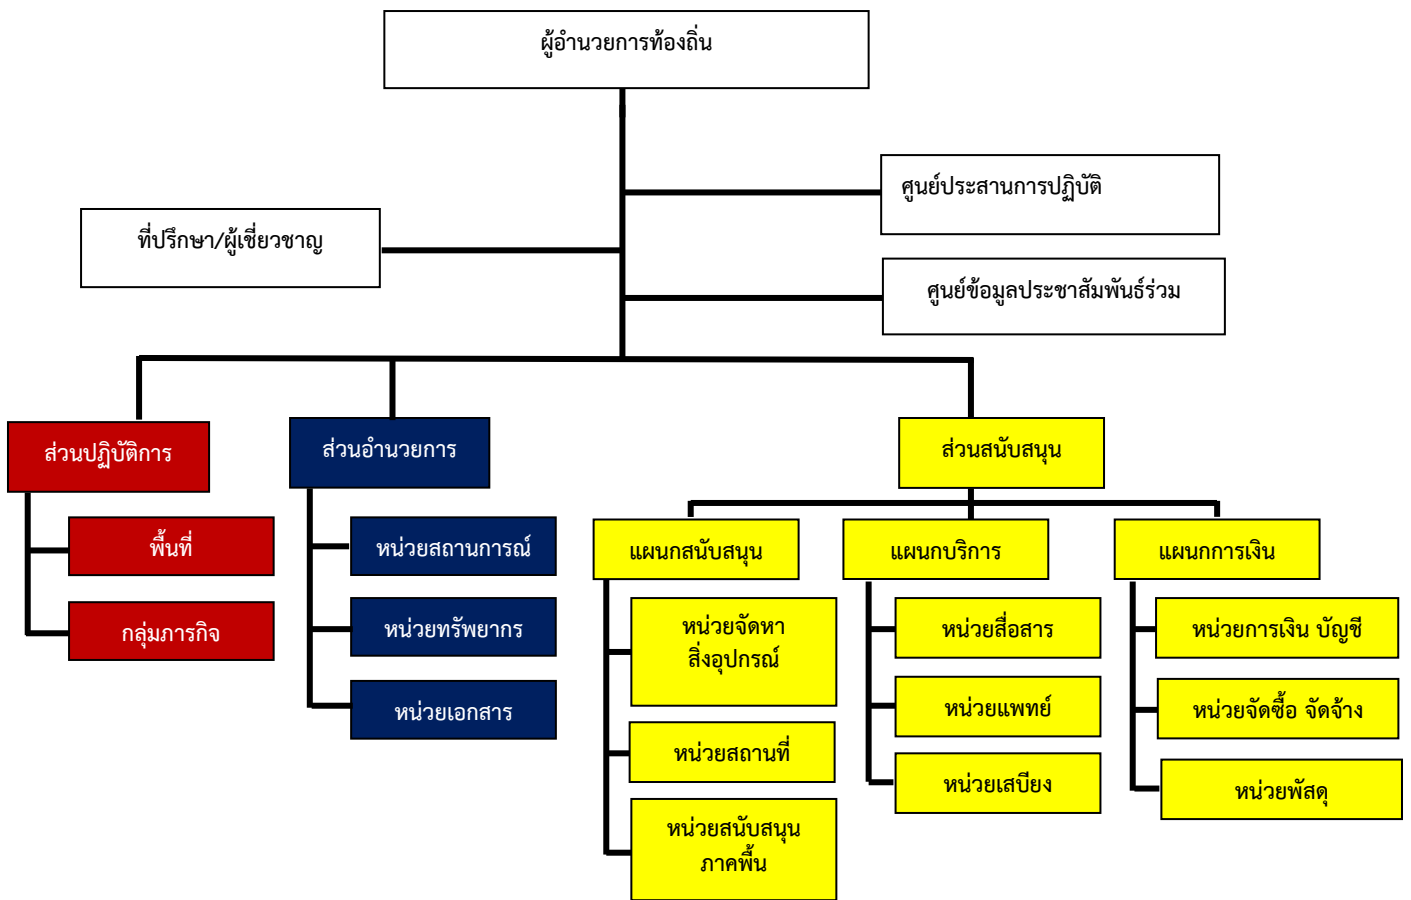 ผู้อำนวยการท้องถิ่น
ศูนย์ประสานการปฏิบัติ
ที่ปรึกษา/ผู้เชี่ยวชาญ
ศูนย์ข้อมูลประชาสัมพันธ์ร่วม
ส่วนปฏิบัติการ
พื้นที่
กลุ่มภารกิจ
ส่วนอำนวยการ
หน่วยสถานการณ์
หน่วยทรัพยากร
หน่วยเอกสาร
ส่วนสนับสนุน
แผนกสนับสนุน
หน่วยจัดหา
สิ่งอุปกรณ์
หน่วยสถานที่
หน่วยสนับสนุน
ภาคพื้น
แผนกบริการ
หน่วยสื่อสาร
หน่วยแพทย์
หน่วยเสบียง
แผนกการเงิน
หน่วยการเงิน บัญชี
หน่วยจัดซื้อ จัดจ้าง
หน่วยพัสดุ